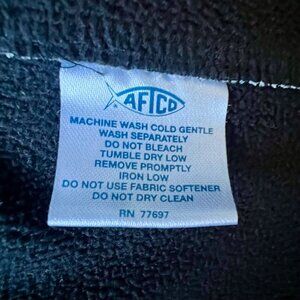 AFTCO
MACHINE WASH COLD GENTLE
WASH SEPARATELY
DO NOT BLEACH
TUMBLE DRY LOW
REMOVE PROMPTLY
IRON LOW
DO NOT USE FABRIC SOFTENER
DO NOT DRY CLEAN
RN 77697